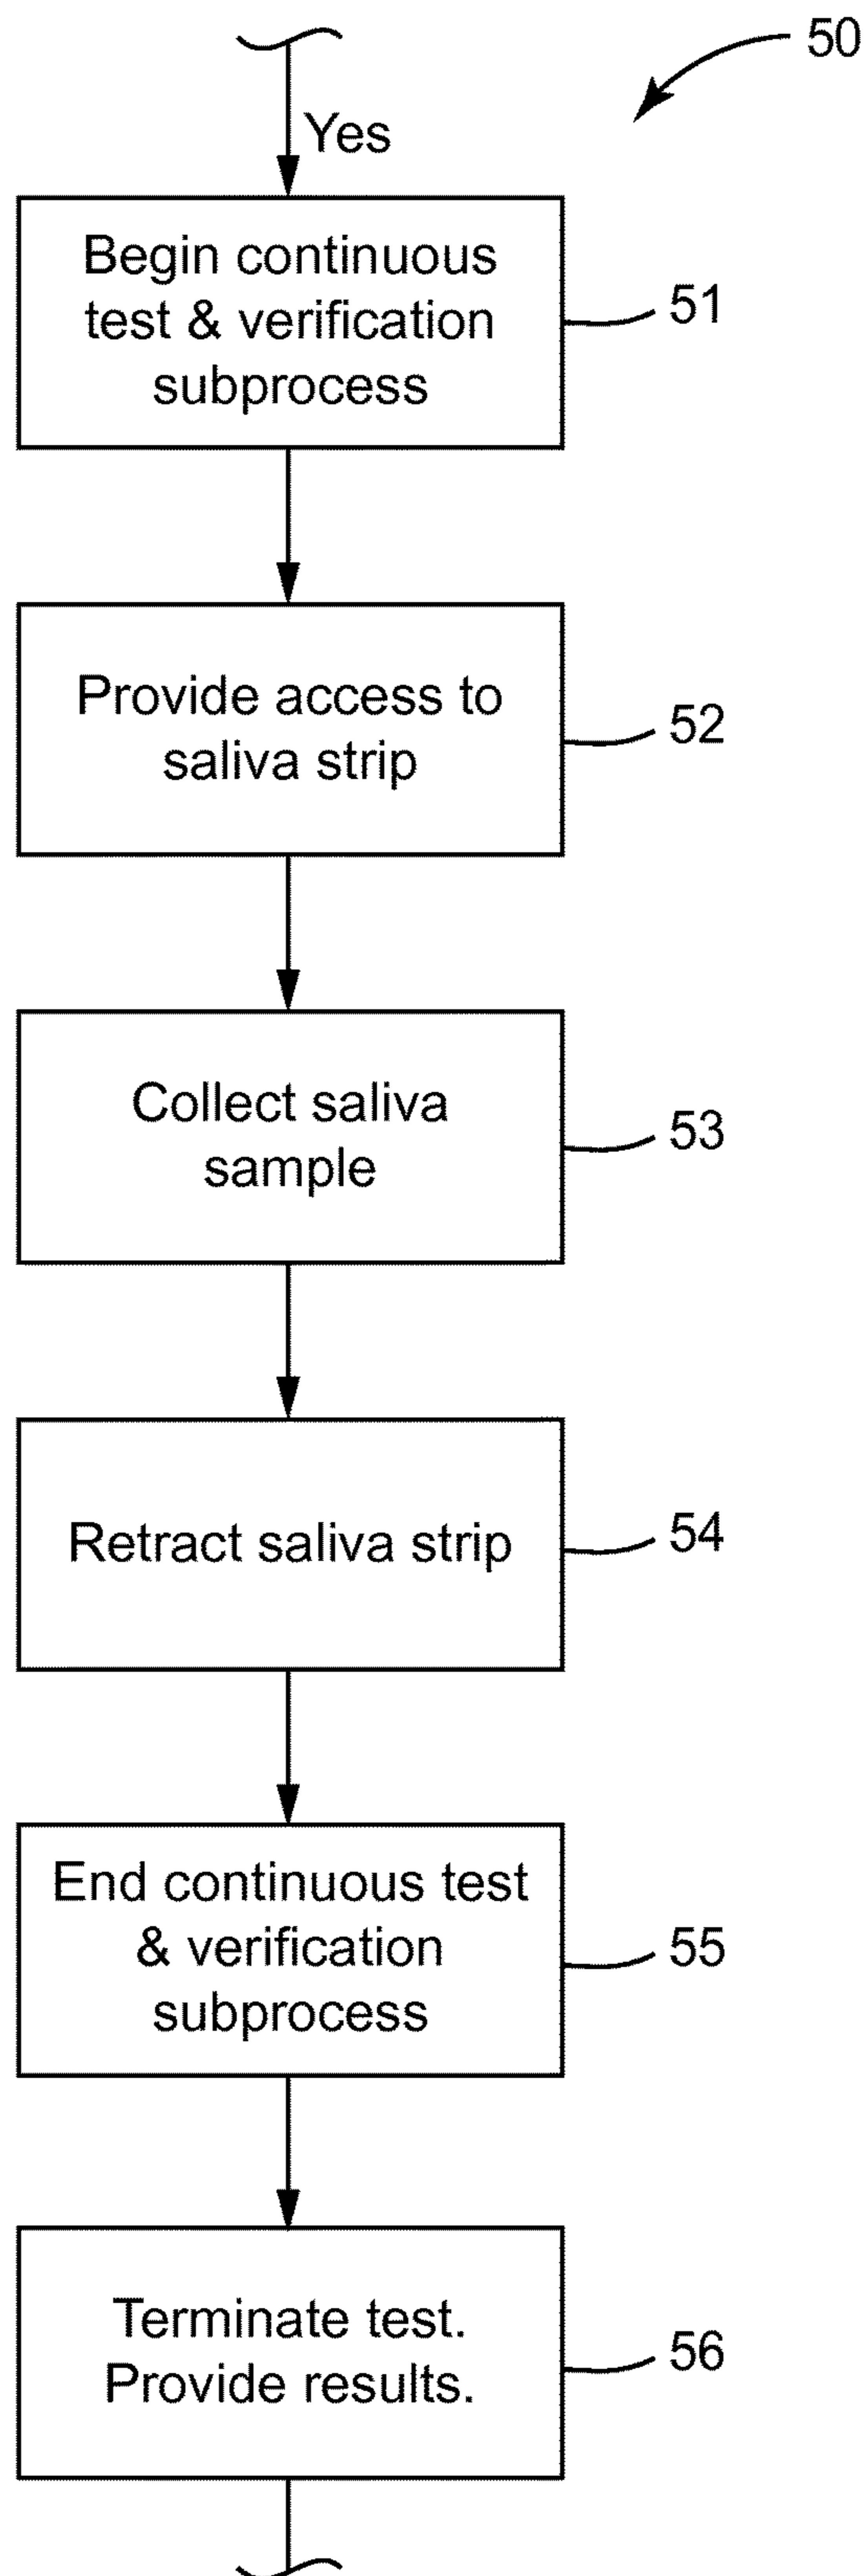 50
Yes
Begin continuous
test & verification
subprocess
51
Provide access to
saliva strip
52
Collect saliva
sample
53
Retract saliva strip
54
End continuous test
& verification
subprocess
55
Terminate test.
Provide results.
56